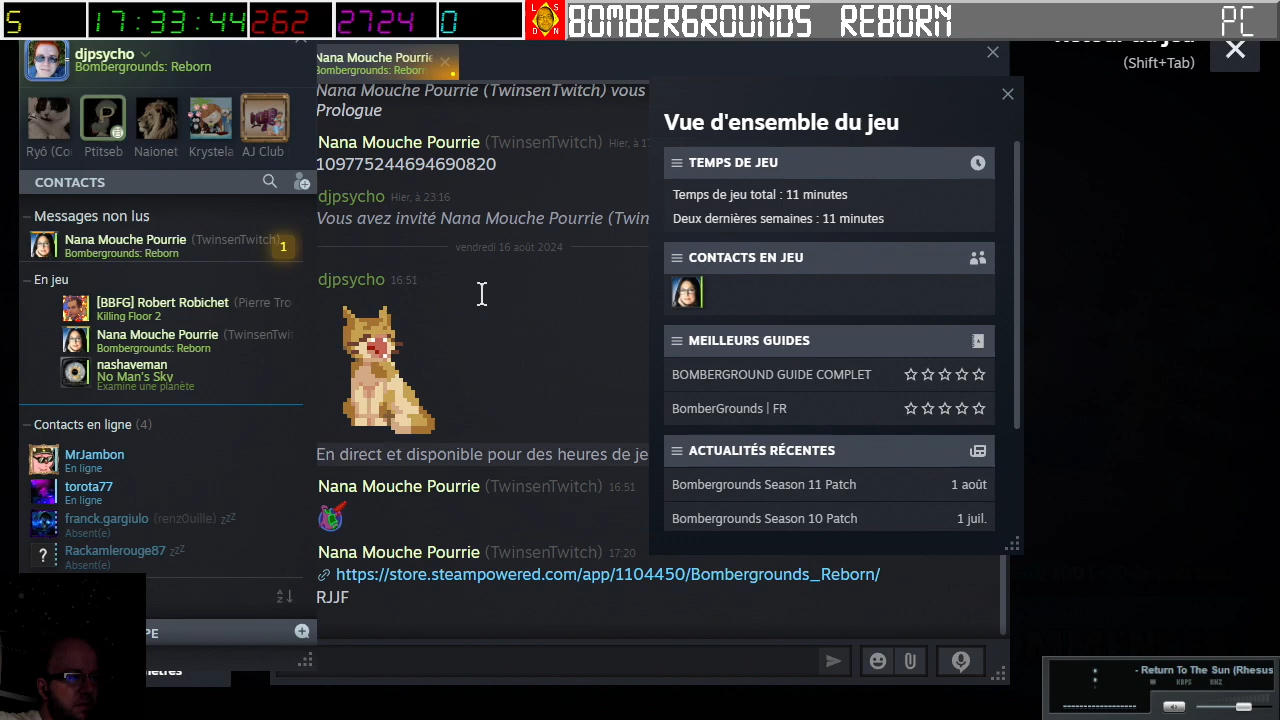 5
17:33:44
262
2724
0
BOMBERGROUNDS REBORN
PC
(Shift+Tab)
djpsycho
Bombergrounds: Reborn
Ryô (Co
Ptitseb
Naionet
Krystela
AJ Club
CONTACTS
Messages non lus
Nana Mouche Pourrie (TwinsenTwitch)
Bombergrounds: Reborn
1
En jeu
[BBFG] Robert Robichet (Pierre Tro
Killing Floor 2
Nana Mouche Pourrie (TwinsenTwit
Bombergrounds: Reborn
nashaveman
No Man's Sky
Examine une planète
Contacts en ligne (4)
MrJambon
En ligne
torota77
En ligne
franck.gargiulo (renz0uille) zzZ
Absent(e)
Rackamlerouge87 zzZ
Absent(e)
PE
Nana Mouche Pourrie
Bombergrounds: Reborn
Nana Mouche Pourrie (TwinsenTwitch) vous
Prologue
Nana Mouche Pourrie (TwinsenTwitch) Hier, à 17
109775244694690820
djpsycho Hier, à 23:16
Vous avez invité Nana Mouche Pourrie (Twin
vendredi 16 août 2024
djpsycho 16:51
En direct et disponible pour des heures de je
Nana Mouche Pourrie (TwinsenTwitch) 16:51
Nana Mouche Pourrie (TwinsenTwitch) 17:20
https://store.steampowered.com/app/1104450/Bombergrounds_Reborn/
RJJF
Vue d'ensemble du jeu
TEMPS DE JEU
Temps de jeu total : 11 minutes
Deux dernières semaines : 11 minutes
CONTACTS EN JEU
MEILLEURS GUIDES
BOMBERGROUND GUIDE COMPLET
BomberGrounds | FR
ACTUALITÉS RÉCENTES
Bombergrounds Season 11 Patch 1 août
Bombergrounds Season 10 Patch 1 juil.
- Return To The Sun (Rhesus